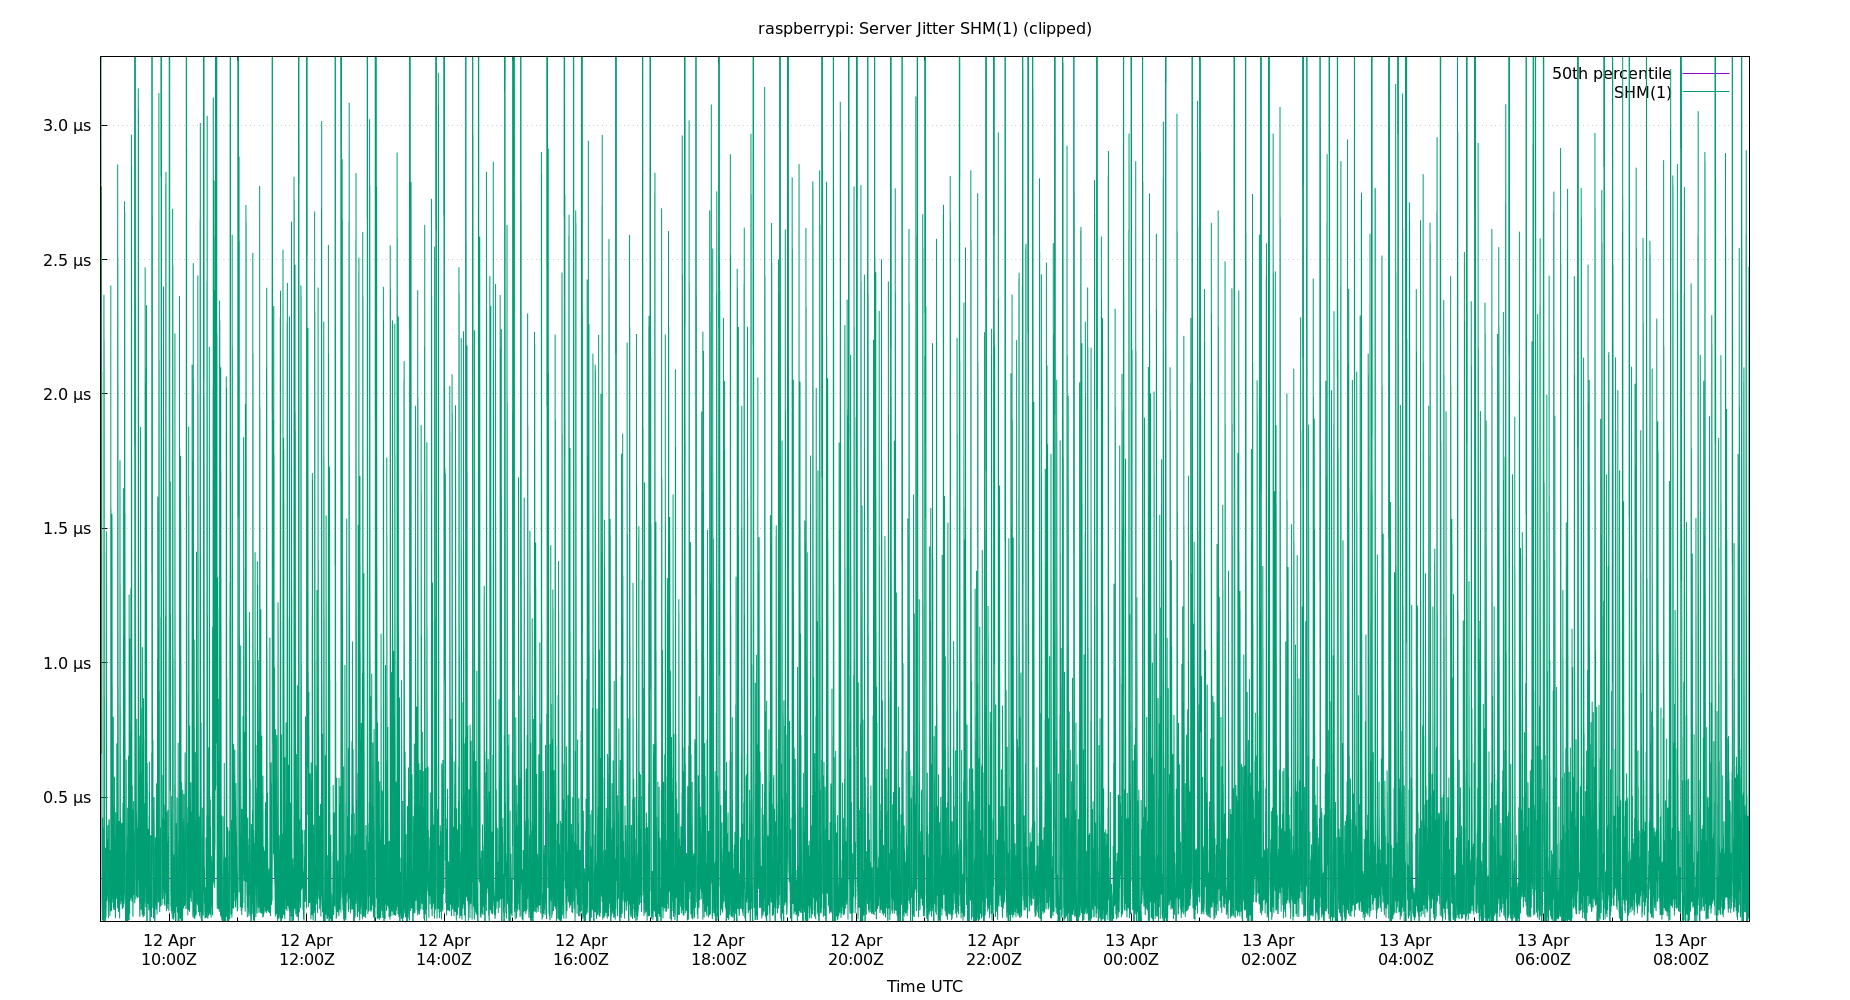 raspberrypi: Server Jitter SHM(1) (clipped)
50th percentile
SHM(1)
3.0 µs
2.5 µs
2.0 µs
1.5 µs
1.0 µs
0.5 µs
12 Apr 12 Apr 12 Apr 12 Apr 12 Apr 12 Apr 12 Apr 13 Apr 13 Apr 13 Apr 13 Apr 13 Apr
10:00Z 12:00Z 14:00Z 16:00Z 18:00Z 20:00Z 22:00Z 00:00Z 02:00Z 04:00Z 06:00Z 08:00Z
Time UTC